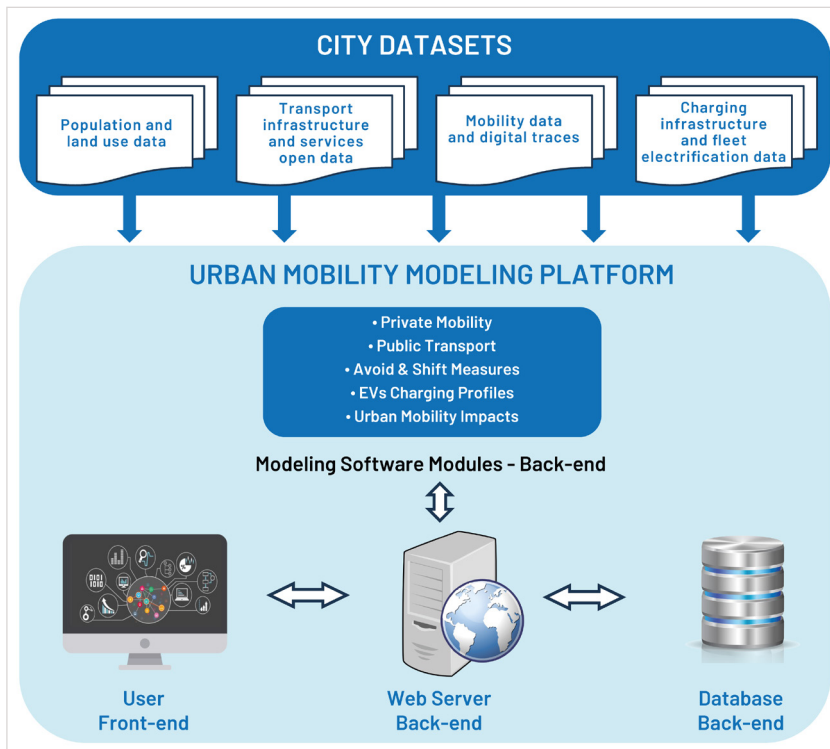 CITY DATASETS
Population and
land use data
Transport
infrastructure
and services
open data
Mobility data
and digital traces
Charging
infrastructure
and fleet
electrification data
URBAN MOBILITY MODELING PLATFORM
• Private Mobility
• Public Transport
• Avoid & Shift Measures
• EVs Charging Profiles
• Urban Mobility Impacts
Modeling Software Modules - Back-end
0101
1010
User
Front-end
Web Server
Back-end
Database
Back-end